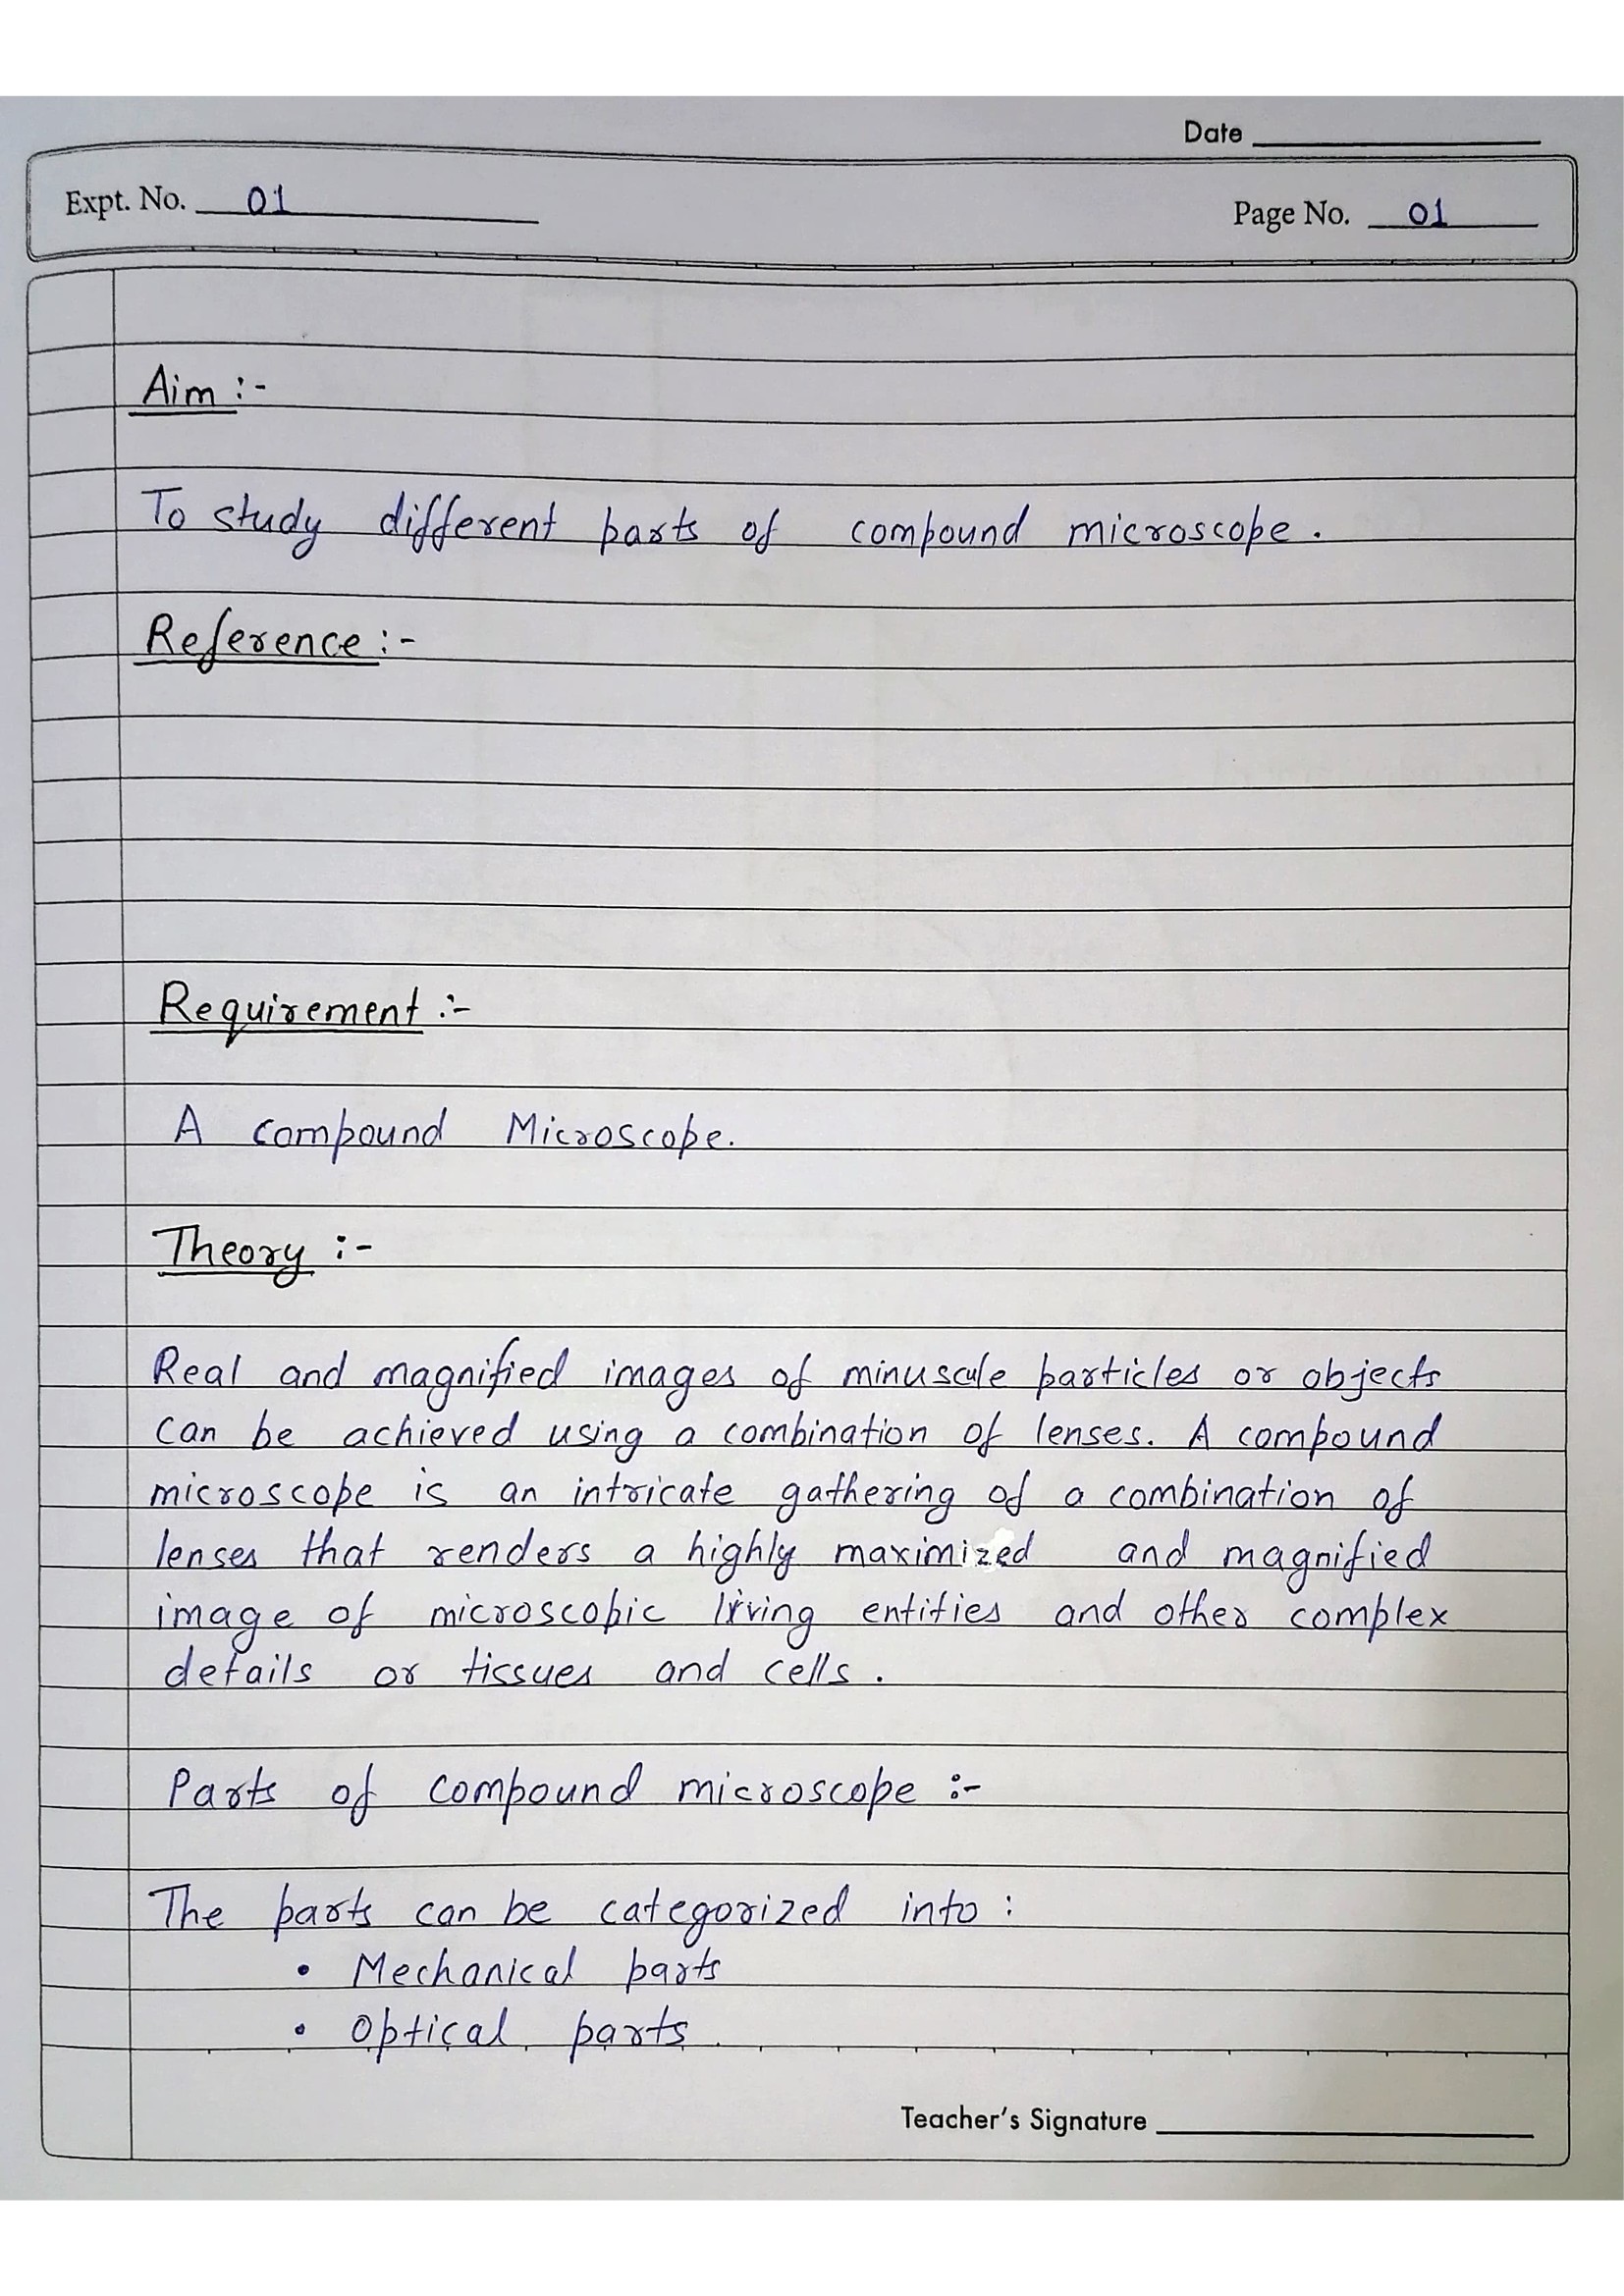 Date
Expt. No. 01
Page No. 01
Aim :-
To study different parts of compound microscope.
Reference :-
Requirement :-
A compound Microscope.
Theory :-
Real and magnified images of minuscule particles or objects
can be achieved using a combination of lenses. A compound
microscope is an intricate gathering of a combination of
lenses that renders a highly maximized and magnified
image of microscopic living entities and other complex
details or tissues and cells.
Parts of compound microscope :-
The parts can be categorized into :
• Mechanical parts
• Optical parts.
Teacher's Signature